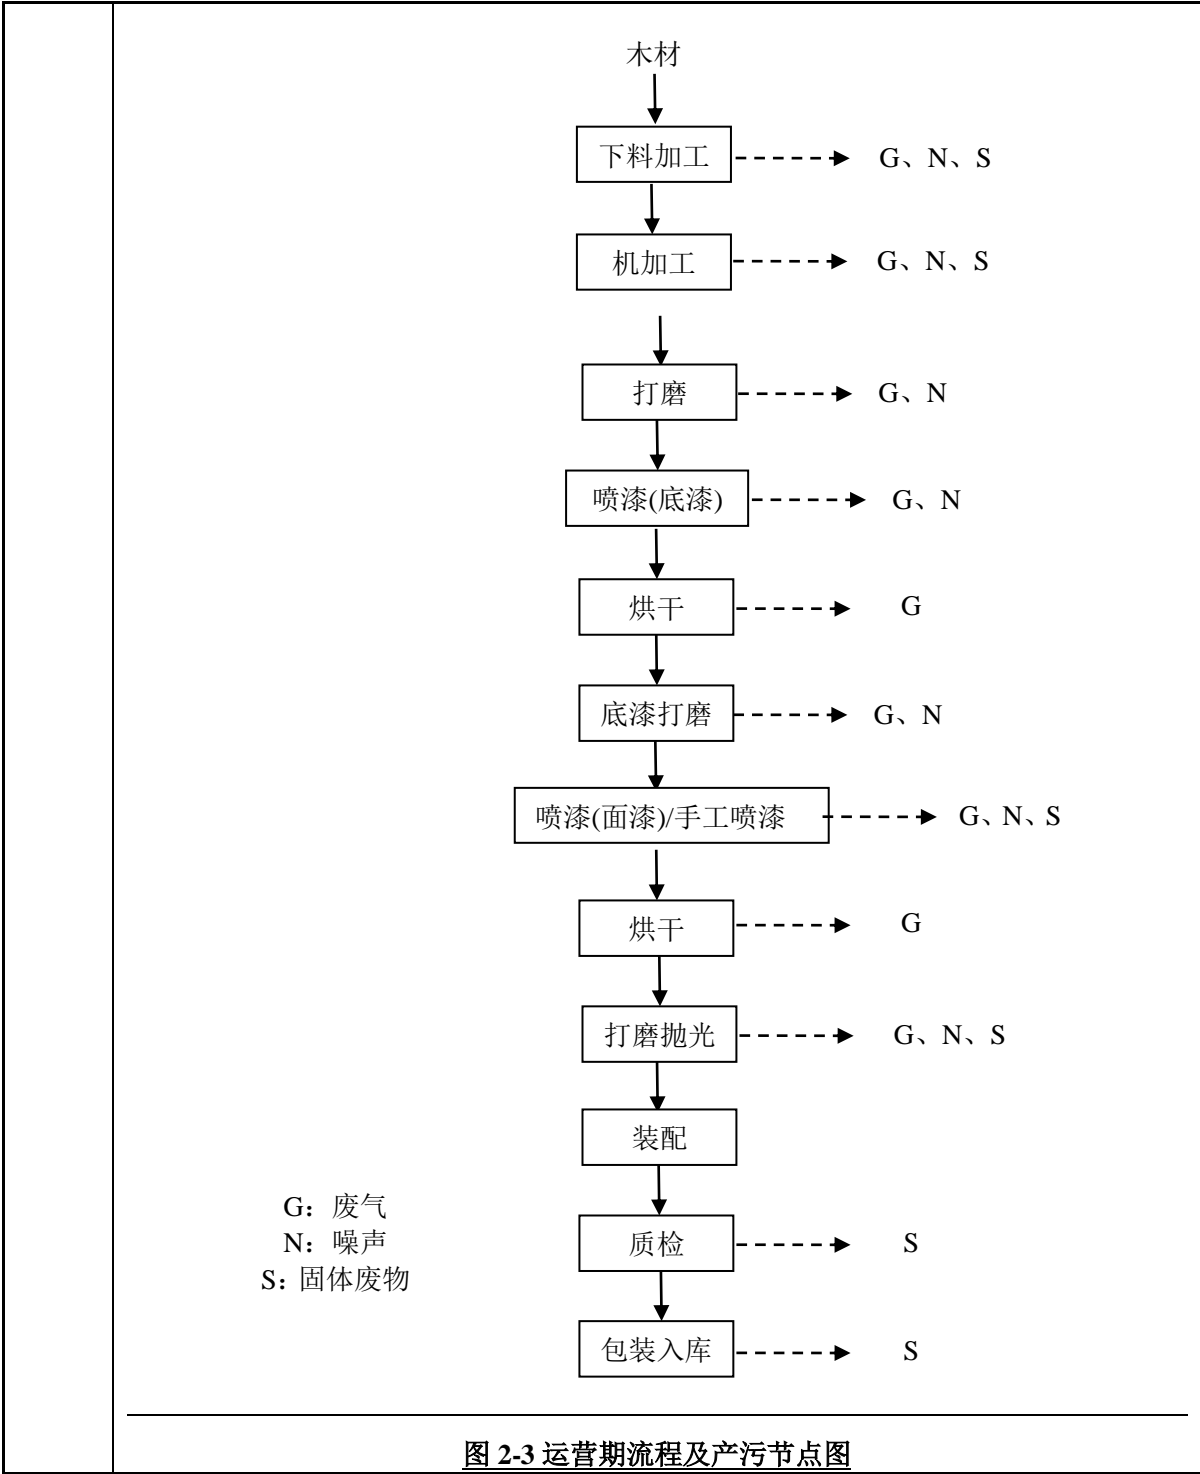 木材
下料加工 G、N、S
机加工 G、N、S
打磨 G、N
喷漆(底漆) G、N
烘干 G
底漆打磨 G、N
喷漆(面漆)/手工喷漆 G、N、S
烘干 G
打磨抛光 G、N、S
装配
G：废气
N：噪声
S：固体废物
质检 S
包装入库 S
图 2-3 运营期流程及产污节点图